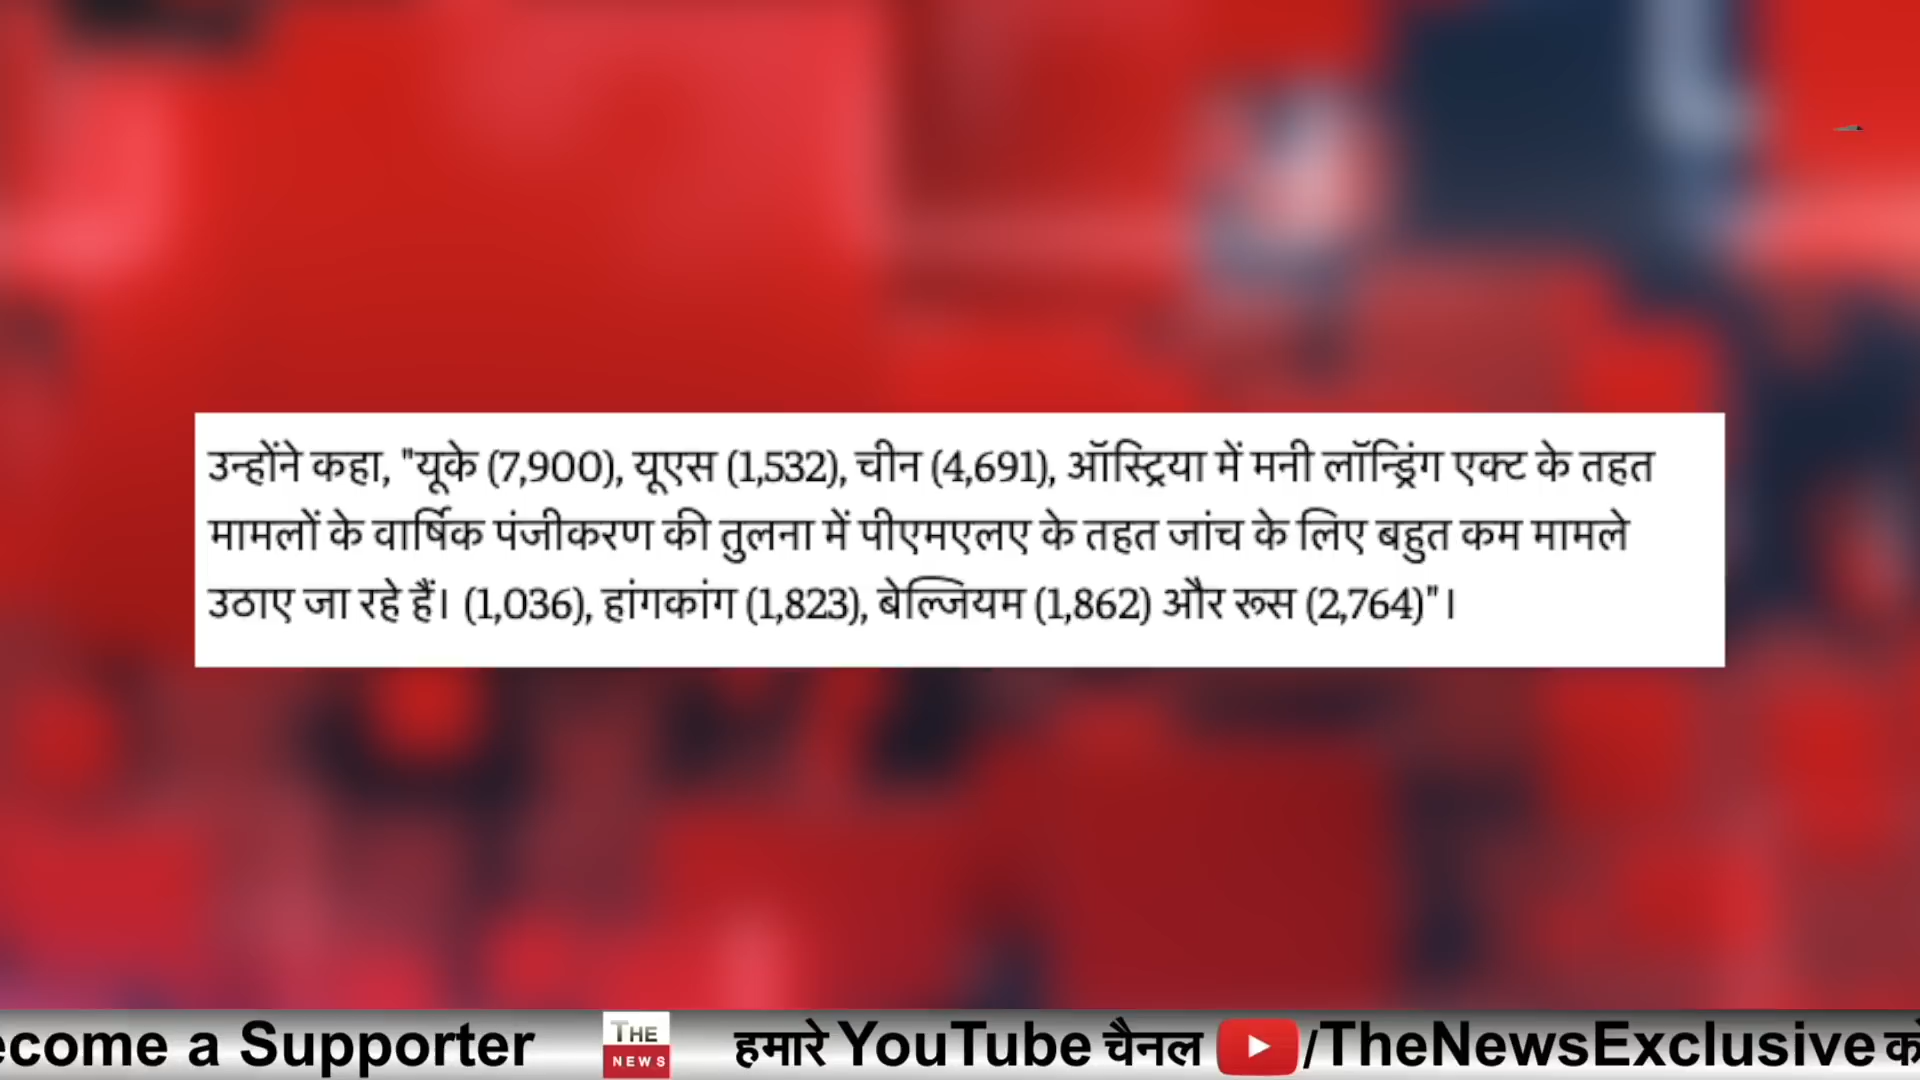 उन्होंने कहा, "यूके (7,900), यूएस (1,532), चीन (4,691), ऑस्ट्रिया में मनी लॉन्ड्रिंग एक्ट के तहत
मामलों के वार्षिक पंजीकरण की तुलना में पीएमएलए के तहत जांच के लिए बहुत कम मामले
उठाए जा रहे हैं। (1,036), हांगकांग (1,823), बेल्जियम (1,862) और रूस (2,764)"।
ecome a Supporter THE NEWS हमारे YouTube चैनल /TheNewsExclusive को